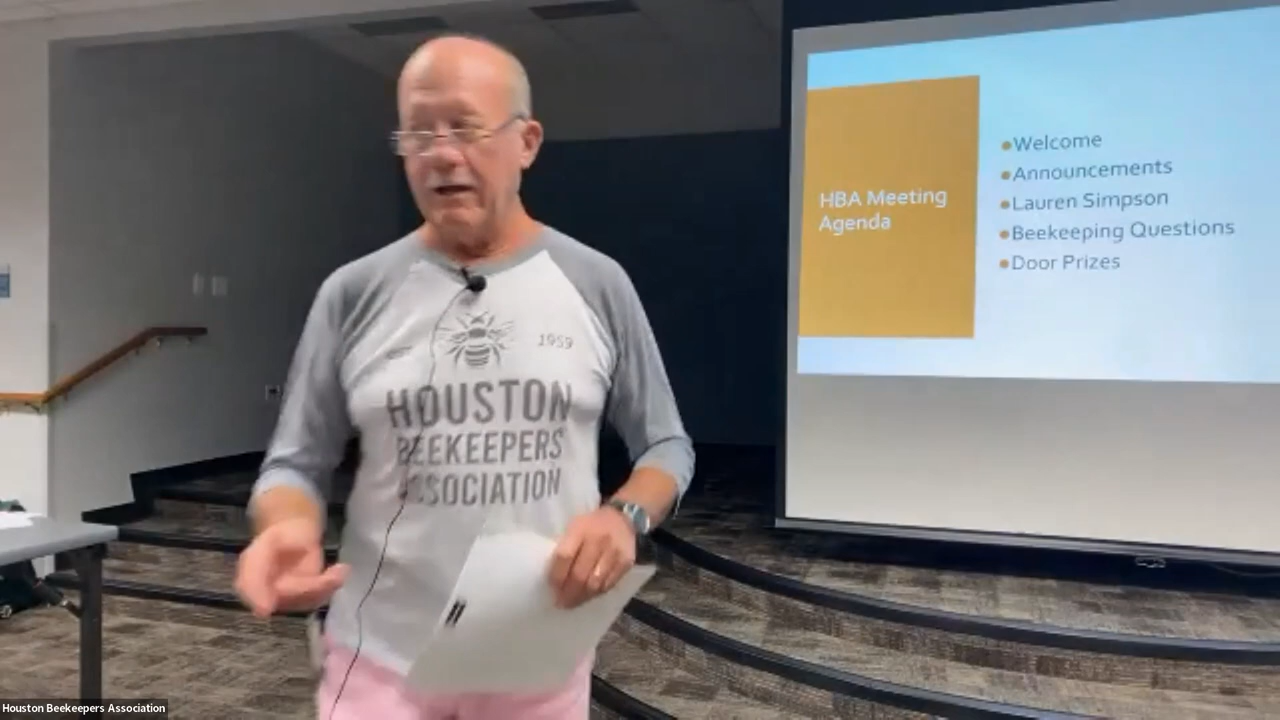 HBA Meeting
Agenda
Welcome
Announcements
Lauren Simpson
Beekeeping Questions
Door Prizes
1959
HOUSTON
BEEKEEPERS
ASSOCIATION
Houston Beekeepers Association